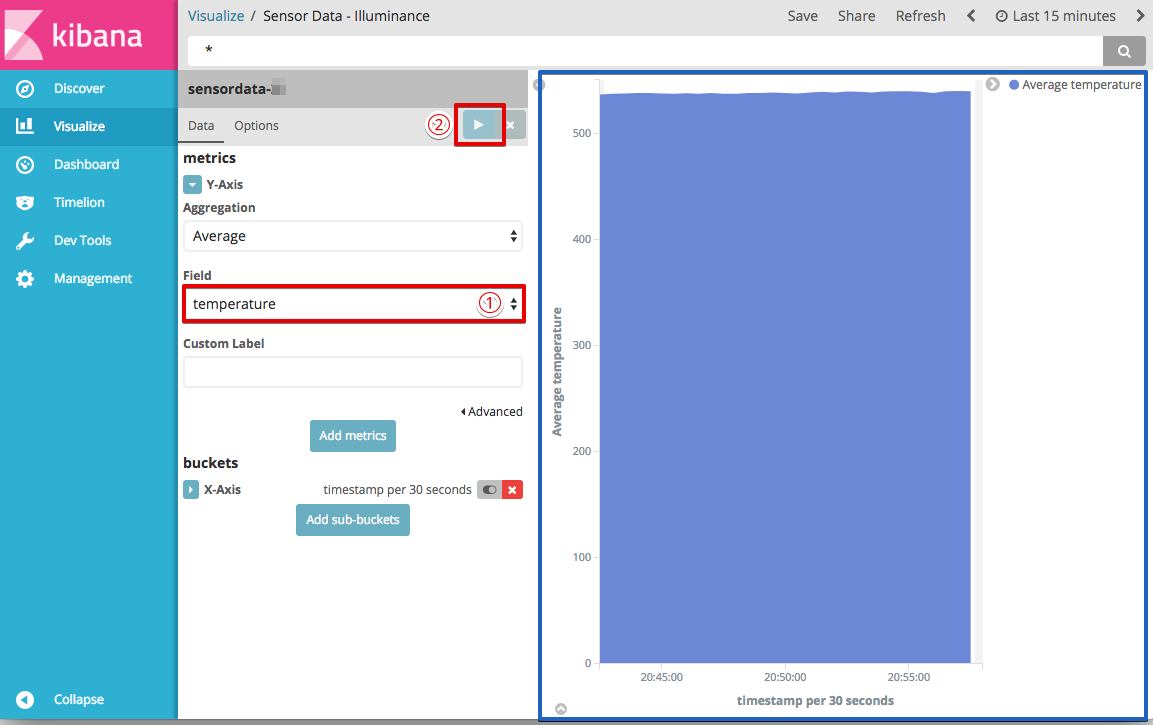 kibana
Visualize / Sensor Data - Illuminance
Save Share Refresh Last 15 minutes
*
Discover
Visualize
Dashboard
Timelion
Dev Tools
Management
Collapse
sensordata-
Data Options
②
metrics
Y-Axis
Aggregation
Average
Field
temperature ①
Custom Label
Advanced
Add metrics
buckets
X-Axis timestamp per 30 seconds
Add sub-buckets
Average temperature
500
400
300
200
100
0
Average temperature
20:45:00 20:50:00 20:55:00
timestamp per 30 seconds